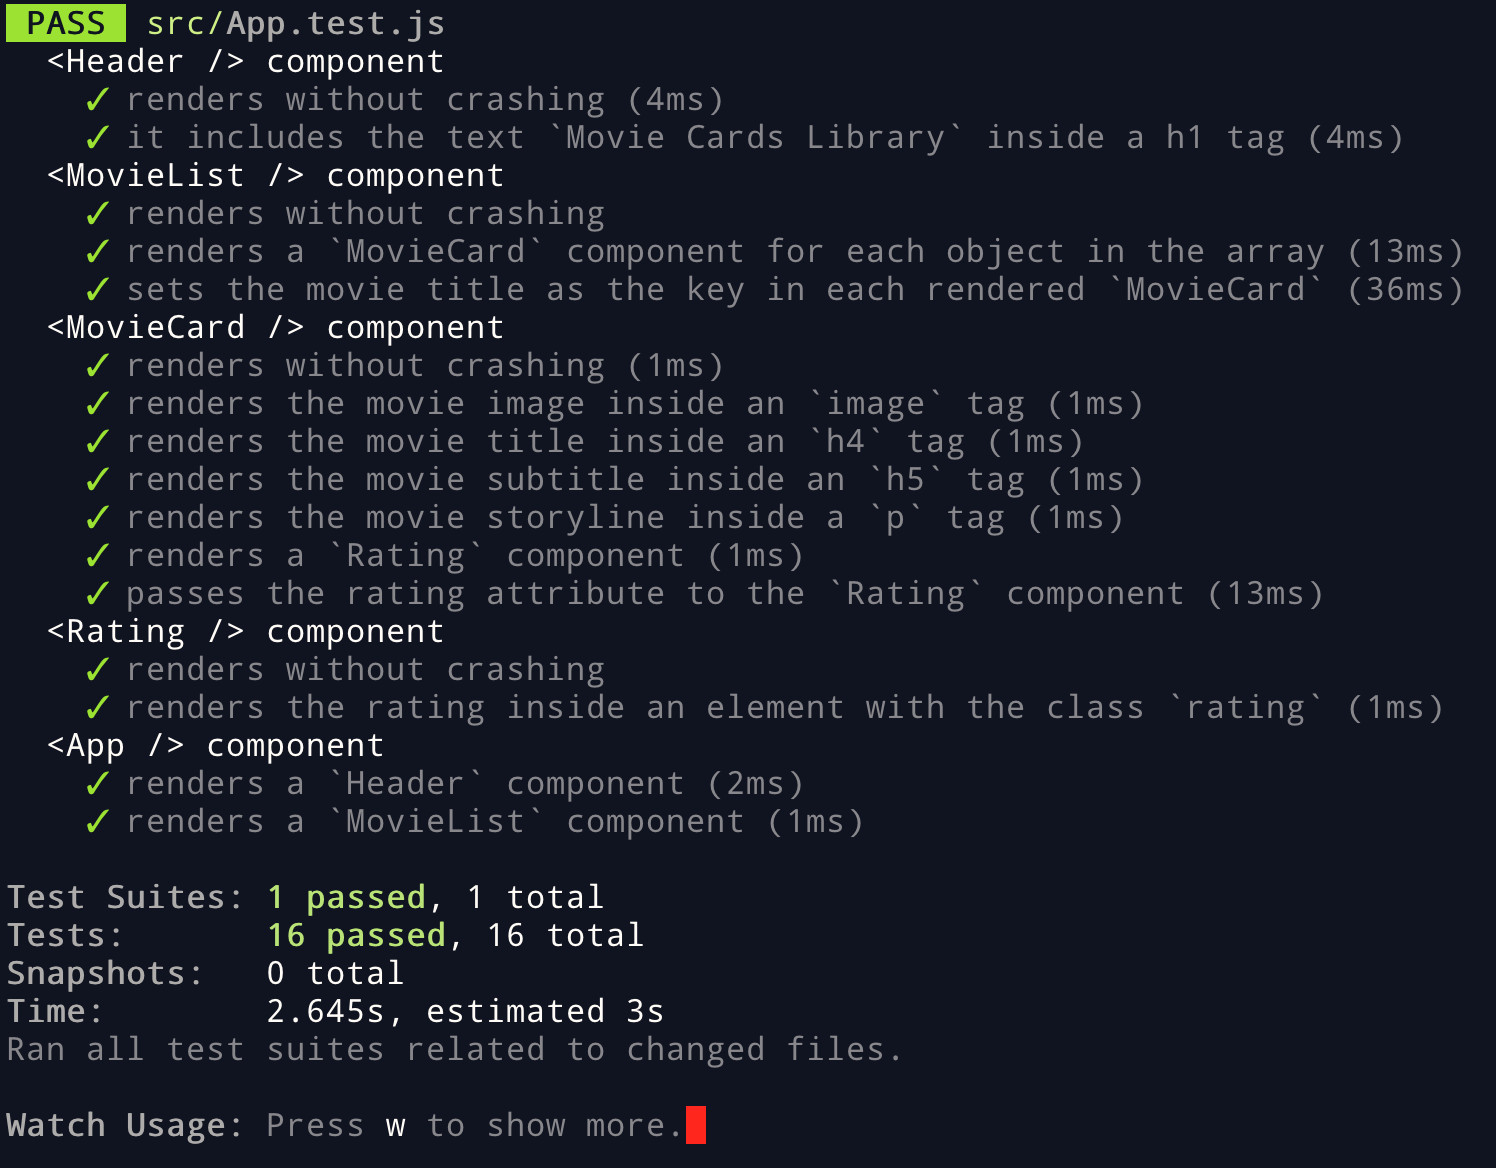 PASS src/App.test.js
<Header /> component
✓ renders without crashing (4ms)
✓ it includes the text `Movie Cards Library` inside a h1 tag (4ms)
<MovieList /> component
✓ renders without crashing
✓ renders a `MovieCard` component for each object in the array (13ms)
✓ sets the movie title as the key in each rendered `MovieCard` (36ms)
<MovieCard /> component
✓ renders without crashing (1ms)
✓ renders the movie image inside an `image` tag (1ms)
✓ renders the movie title inside an `h4` tag (1ms)
✓ renders the movie subtitle inside an `h5` tag (1ms)
✓ renders the movie storyline inside a `p` tag (1ms)
✓ renders a `Rating` component (1ms)
✓ passes the rating attribute to the `Rating` component (13ms)
<Rating /> component
✓ renders without crashing
✓ renders the rating inside an element with the class `rating` (1ms)
<App /> component
✓ renders a `Header` component (2ms)
✓ renders a `MovieList` component (1ms)
Test Suites: 1 passed, 1 total
Tests: 16 passed, 16 total
Snapshots: 0 total
Time: 2.645s, estimated 3s
Ran all test suites related to changed files.
Watch Usage: Press w to show more.